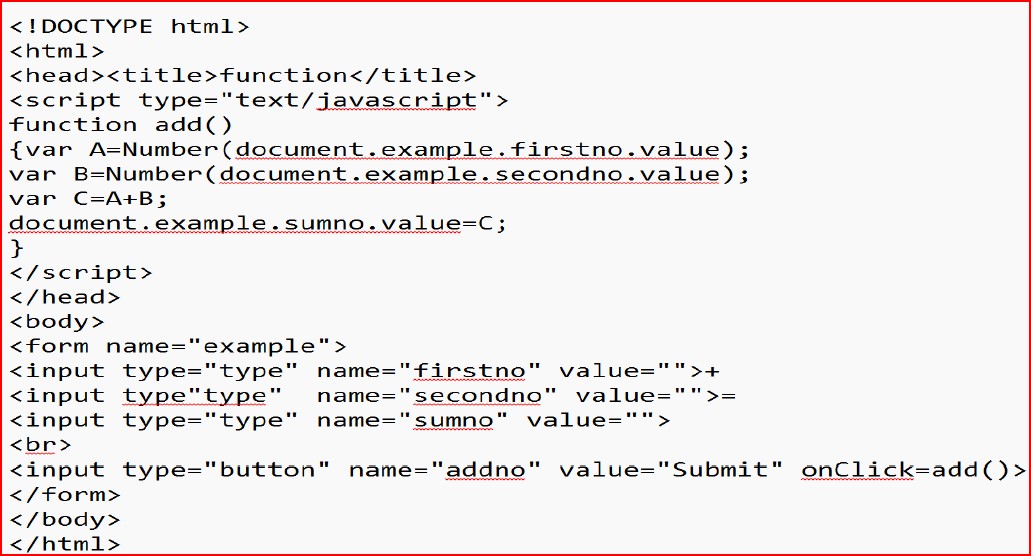 <!DOCTYPE html>
<html>
<head><title>function</title>
<script type="text/javascript">
function add()
{var A=Number(document.example.firstno.value);
var B=Number(document.example.secondno.value);
var C=A+B;
document.example.sumno.value=C;
}
</script>
</head>
<body>
<form name="example">
<input type="type" name="firstno" value="">+
<input type"type"  name="secondno" value="">=
<input type="type" name="sumno" value="">
<br>
<input type="button" name="addno" value="Submit" onClick=add()>
</form>
</body>
</html>